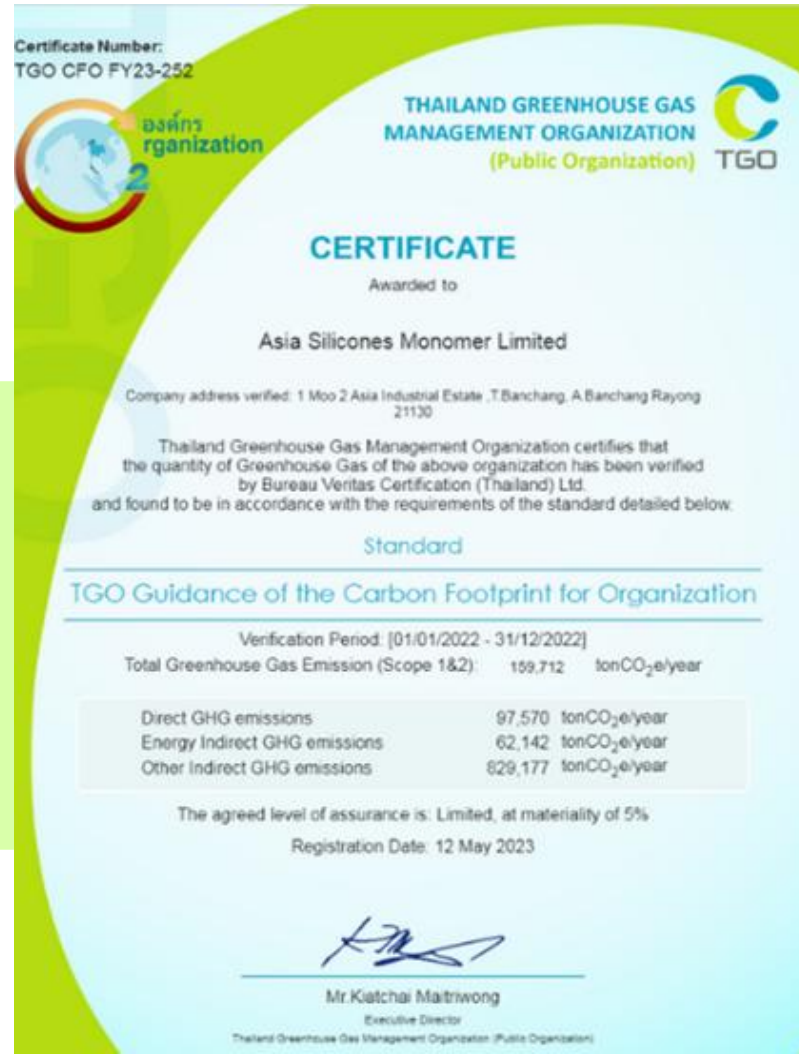 Certificate Number:
TGO CFO FY23-252
องค์กร
rganization
2
THAILAND GREENHOUSE GAS
MANAGEMENT ORGANIZATION
(Public Organization)
TGO
CERTIFICATE
Awarded to
Asia Silicones Monomer Limited
Company address verified: 1 Moo 2 Asia Industrial Estate ,T.Banchang, A.Banchang Rayong
21130
Thailand Greenhouse Gas Management Organization certifies that
the quantity of Greenhouse Gas of the above organization has been verified
by Bureau Veritas Certification (Thailand) Ltd.
and found to be in accordance with the requirements of the standard detailed below.
Standard
TGO Guidance of the Carbon Footprint for Organization
Verification Period: [01/01/2022 - 31/12/2022]
Total Greenhouse Gas Emission (Scope 1&2): 159,712 tonCO2e/year
Direct GHG emissions 97,570 tonCO2e/year
Energy Indirect GHG emissions 62,142 tonCO2e/year
Other Indirect GHG emissions 829,177 tonCO2e/year
The agreed level of assurance is: Limited, at materiality of 5%
Registration Date: 12 May 2023
Mr.Kiatchai Maitriwong
Executive Director
Thailand Greenhouse Gas Management Organization (Public Organization)